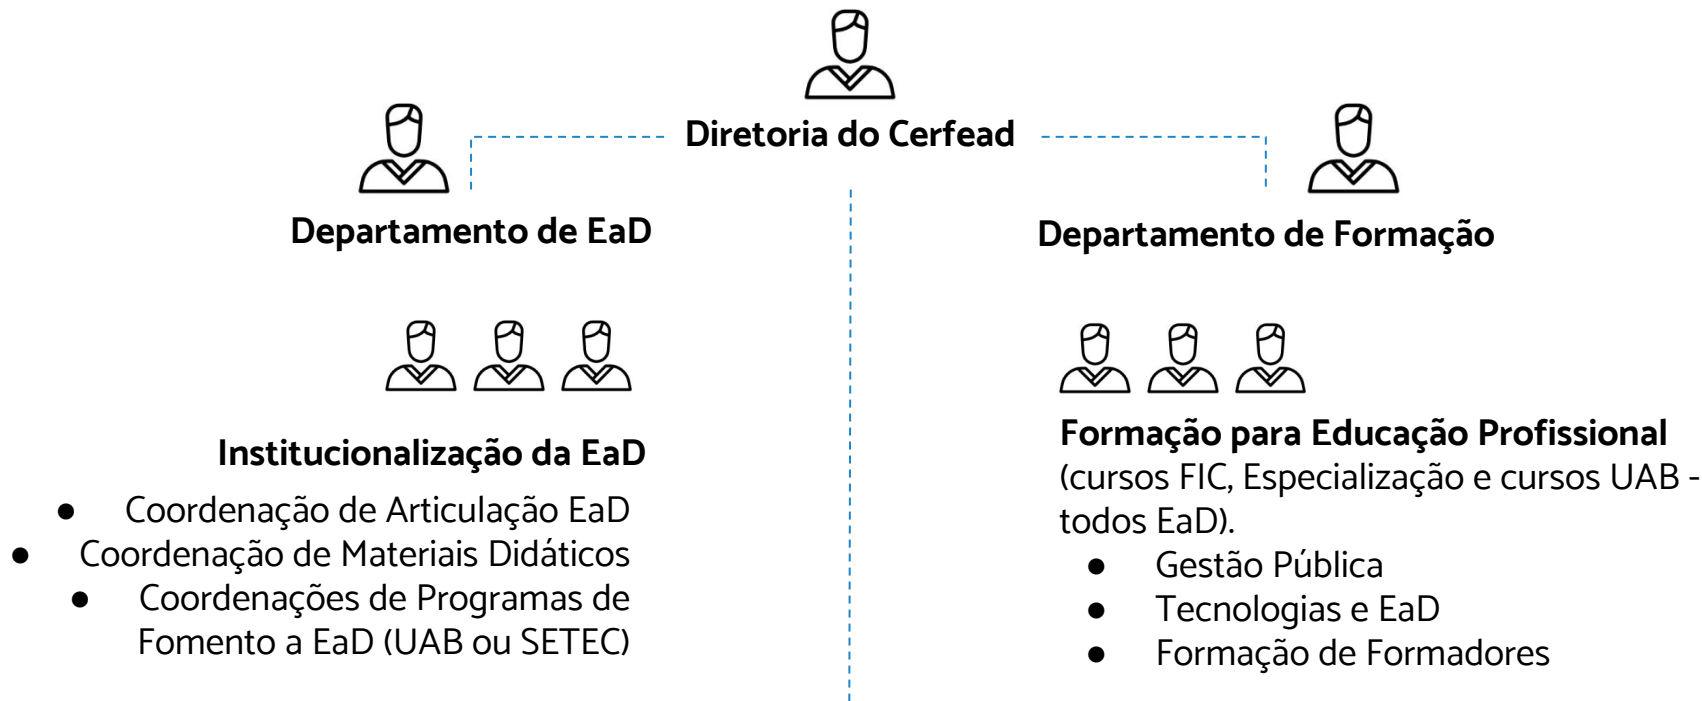 Diretoria do Cerfead
Departamento de EaD
Departamento de Formação
Institucionalização da EaD
● Coordenação de Articulação EaD
● Coordenação de Materiais Didáticos
● Coordenações de Programas de
Fomento a EaD (UAB ou SETEC)
Formação para Educação Profissional
(cursos FIC, Especialização e cursos UAB -
todos EaD).
● Gestão Pública
● Tecnologias e EaD
● Formação de Formadores